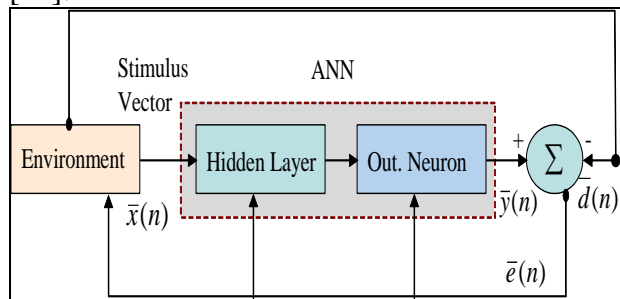 Stimulus
Vector
ANN
Environment
Hidden Layer
Out. Neuron
+
Σ
-
x̄(n)
ȳ(n)
d̄(n)
ē(n)